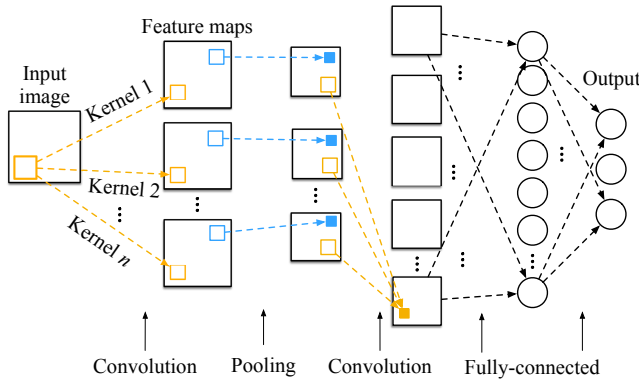 Feature maps
Input
image
Kernel 1
Kernel 2
Kernel n
Output
Convolution
Pooling
Convolution
Fully-connected